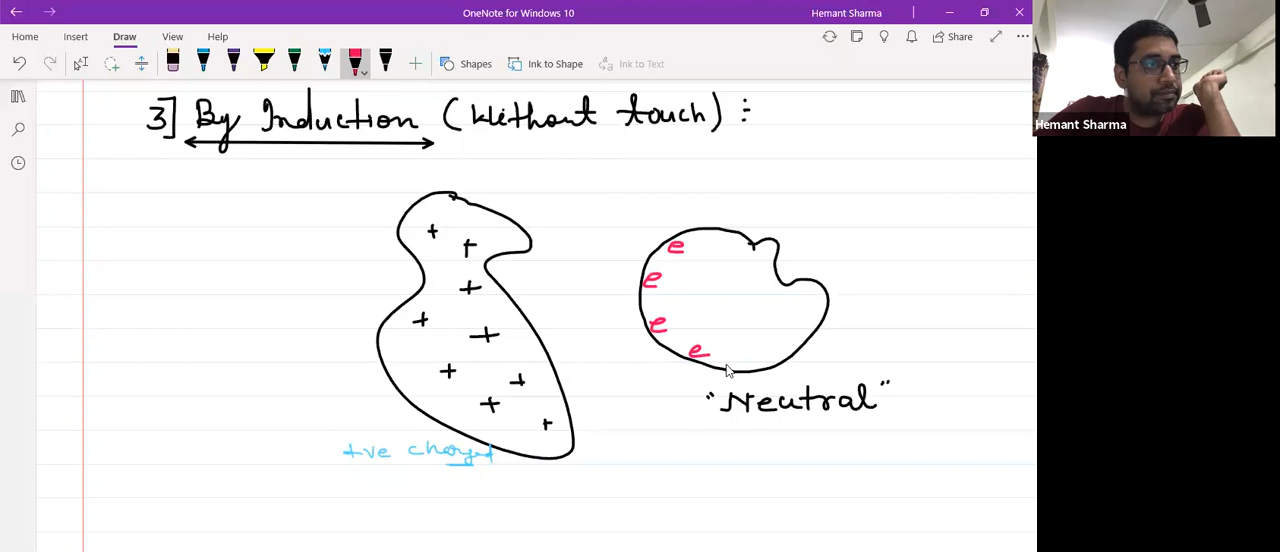 OneNote for Windows 10
Hemant Sharma
Home Insert Draw View Help
Share
Shapes Ink to Shape Ink to Text
Hemant Sharma
3] By Induction (Without touch) :
+ + + + + + + + +
e
e
e
e
"Neutral"
+ve charged